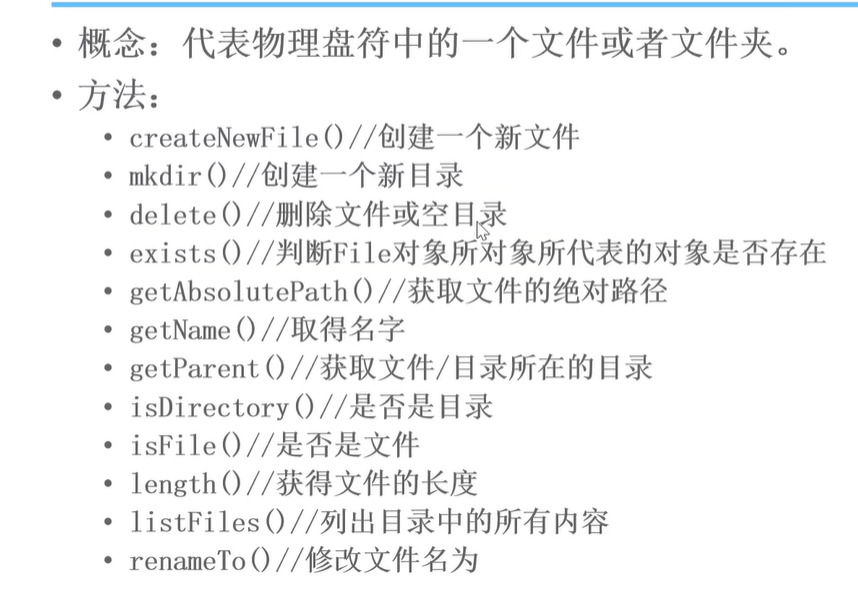 • 概念：代表物理盘符中的一个文件或者文件夹。
• 方法：
• createNewFile()//创建一个新文件
• mkdir()//创建一个新目录
• delete()//删除文件或空目录
• exists()//判断File对象所对象所代表的对象是否存在
• getAbsolutePath()//获取文件的绝对路径
• getName()//取得名字
• getParent()//获取文件/目录所在的目录
• isDirectory()//是否是目录
• isFile()//是否是文件
• length()//获得文件的长度
• listFiles()//列出目录中的所有内容
• renameTo()//修改文件名为